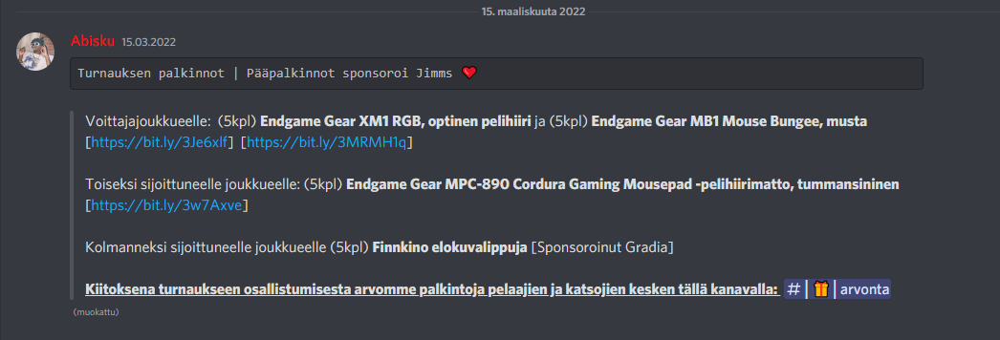 15. maaliskuuta 2022
Abisku 15.03.2022
Turnauksen palkinnot | Pääpalkinnot sponsoroi Jimms ❤
Voittajajoukkueelle: (5kpl) Endgame Gear XM1 RGB, optinen pelihiiri ja (5kpl) Endgame Gear MB1 Mouse Bungee, musta
[https://bit.ly/3Je6xlf] [https://bit.ly/3MRMH1q]
Toiseksi sijoittuneelle joukkueelle: (5kpl) Endgame Gear MPC-890 Cordura Gaming Mousepad -pelihiirimatto, tummansininen
[https://bit.ly/3w7Axve]
Kolmanneksi sijoittuneelle joukkueelle (5kpl) Finnkino elokuvalippuja [Sponsoroinut Gradia]
Kiitoksena turnaukseen osallistumisesta arvomme palkintoja pelaajien ja katsojien kesken tällä kanavalla: # | 🎁 | arvonta
(muokattu)